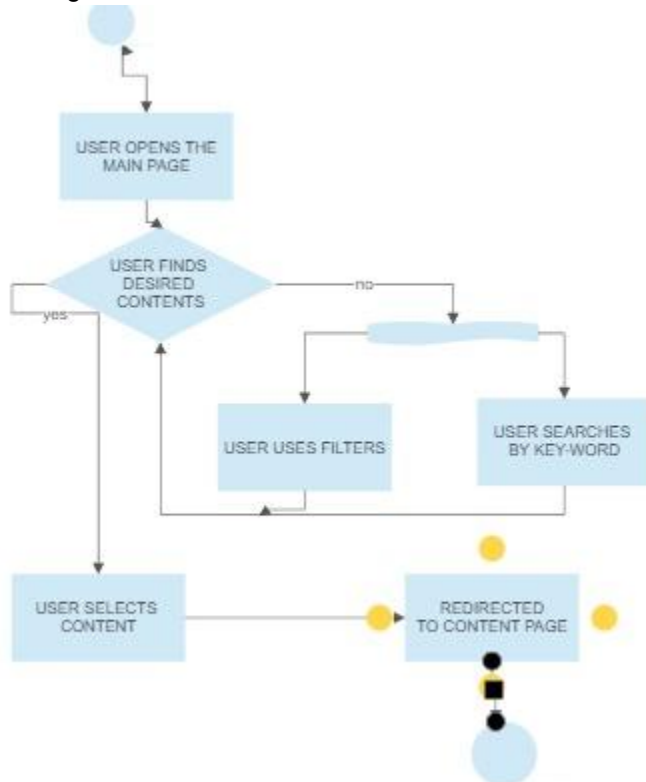 USER OPENS THE
MAIN PAGE
USER FINDS
DESIRED
CONTENTS
no
yes
USER USES FILTERS
USER SEARCHES
BY KEY-WORD
USER SELECTS
CONTENT
REDIRECTED
TO CONTENT PAGE